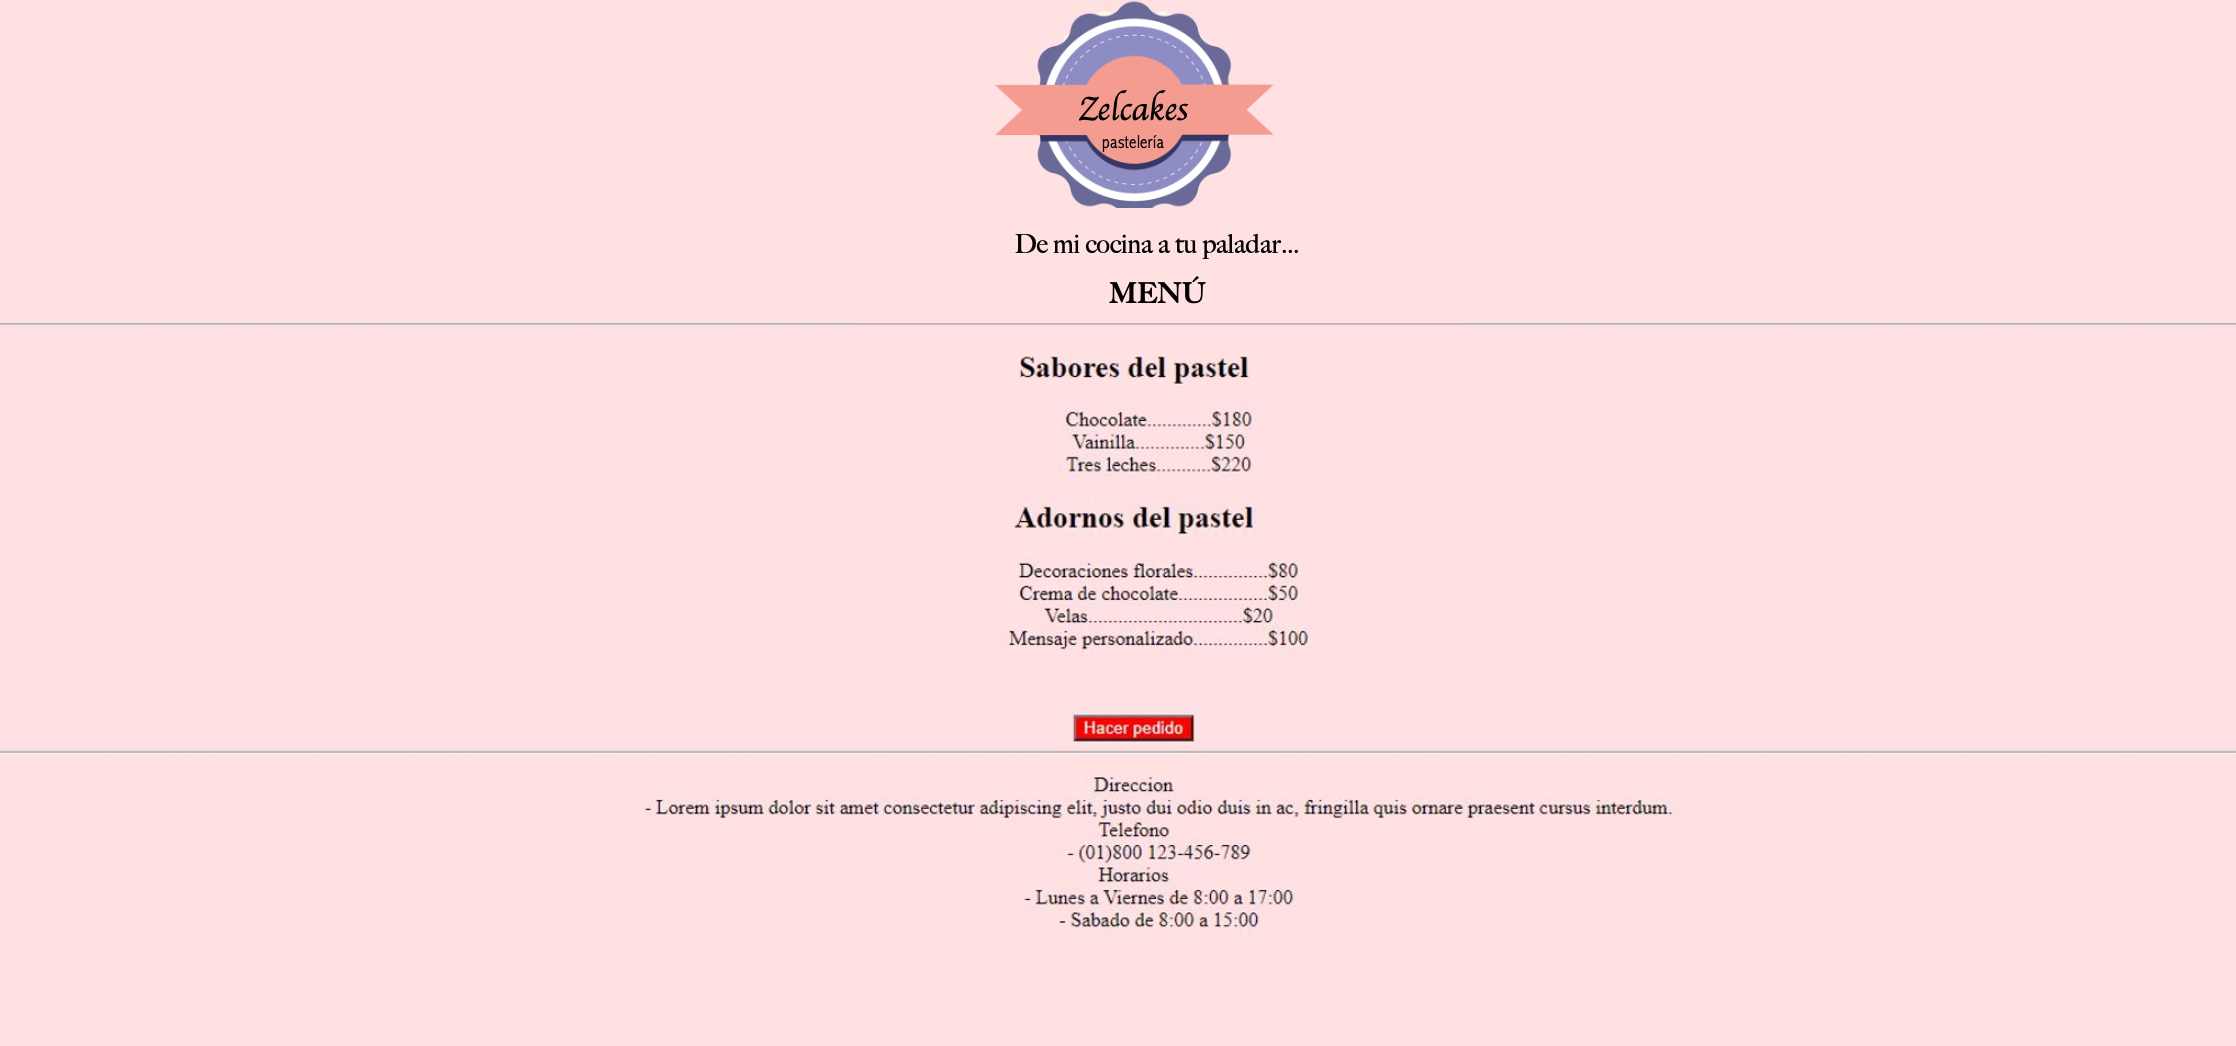 Zelcakes
pastelería
De mi cocina a tu paladar...
MENÚ
Sabores del pastel
Chocolate.............$180
Vainilla..............$150
Tres leches...........$220
Adornos del pastel
Decoraciones florales...............$80
Crema de chocolate..................$50
Velas...............................$20
Mensaje personalizado...............$100
Hacer pedido
Direccion
- Lorem ipsum dolor sit amet consectetur adipiscing elit, justo dui odio duis in ac, fringilla quis ornare praesent cursus interdum.
Telefono
- (01)800 123-456-789
Horarios
- Lunes a Viernes de 8:00 a 17:00
- Sabado de 8:00 a 15:00